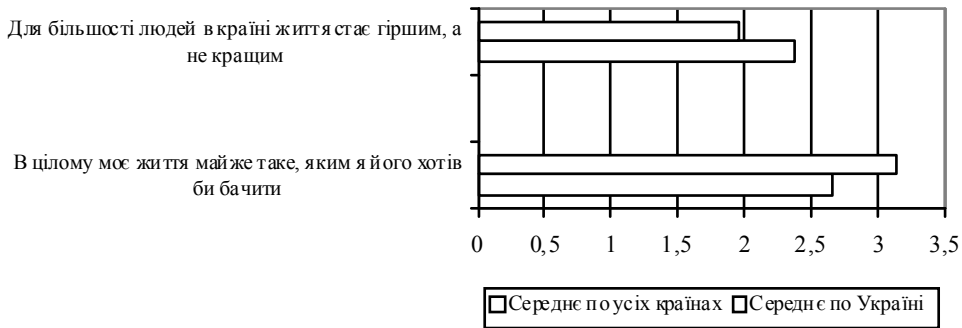 Для більшості людей в країні життя стає гіршим, а
не кращим
В цілому моє життя майже таке, яким я його хотів
би бачити
0 0,5 1 1,5 2 2,5 3 3,5
Середнє по усіх країнах Середнє по Україні